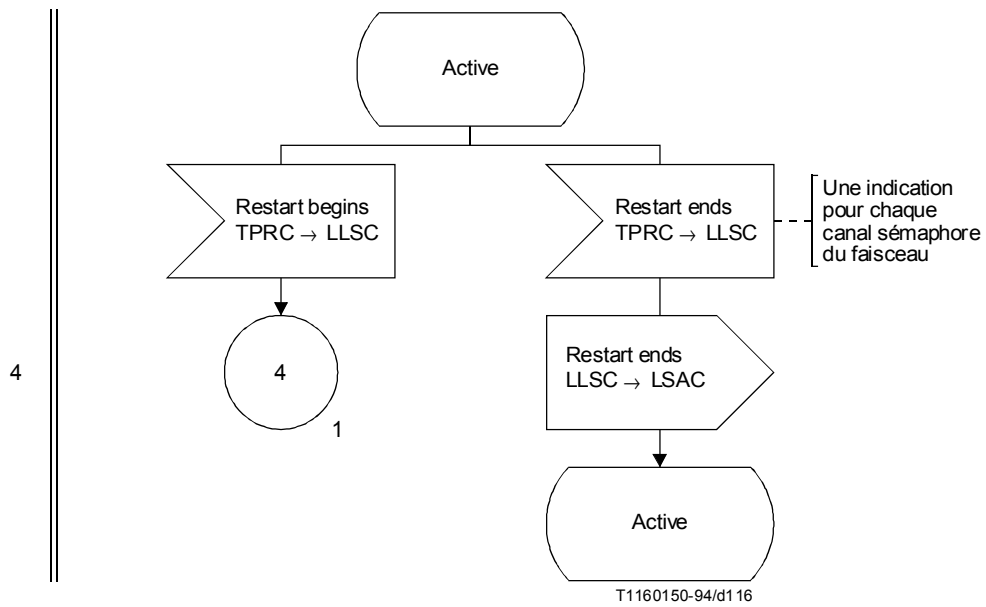 Active
Restart begins
TPRC → LLSC
Restart ends
TPRC → LLSC
Une indication
pour chaque
canal sémaphore
du faisceau
4
4
1
Restart ends
LLSC → LSAC
Active
T1160150-94/d116